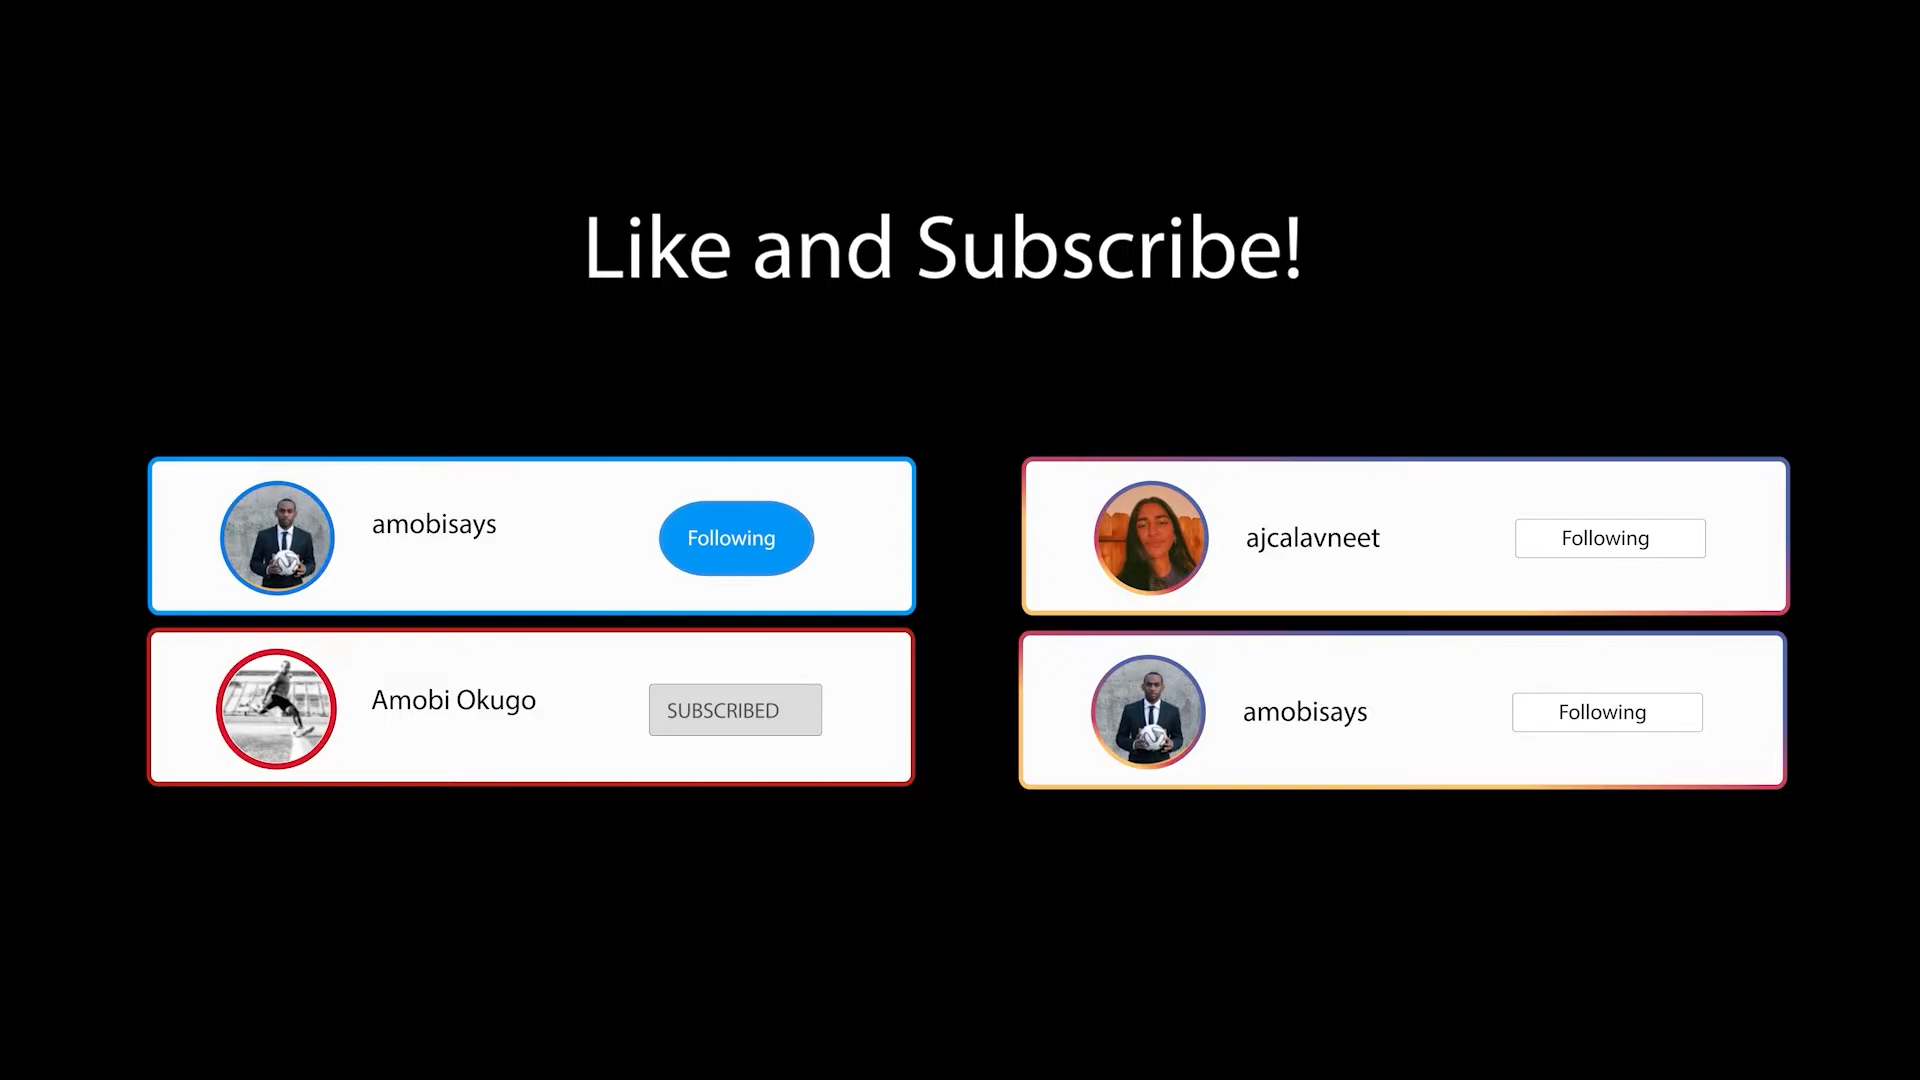 Like and Subscribe!
amobisays
Following
Amobi Okugo
SUBSCRIBED
ajcalavneet
Following
amobisays
Following